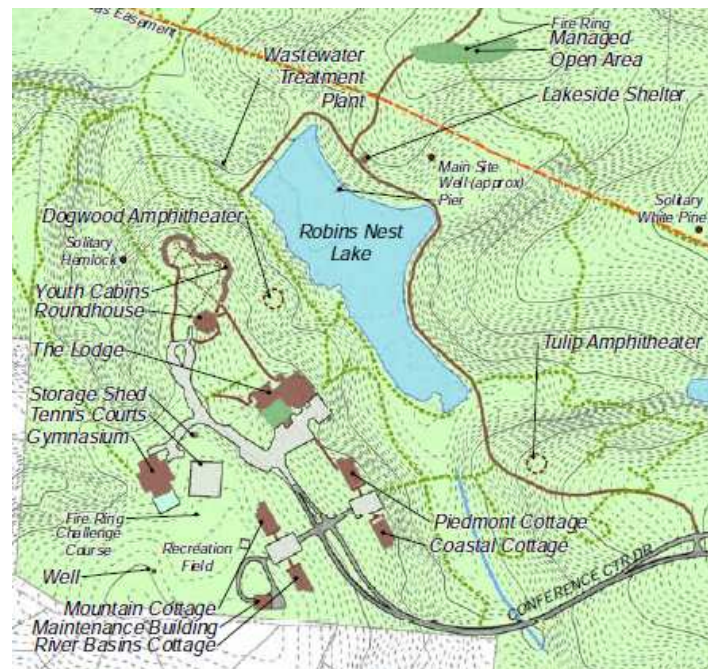 as Easement
Fire Ring
Managed
Open Area
Wastewater
Treatment
Plant
Lakeside Shelter
Main Site
Well (approx)
Pier
Solitary
White Pine
Dogwood Amphitheater
Robins Nest
Lake
Solitary
Hemlock
Youth Cabins
Roundhouse
The Lodge
Tulip Amphitheater
Storage Shed
Tennis Courts
Gymnasium
Fire Ring
Challenge
Course
Piedmont Cottage
Coastal Cottage
Recreation
Field
Well
CONFERENCE CTR DR
Mountain Cottage
Maintenance Building
River Basins Cottage